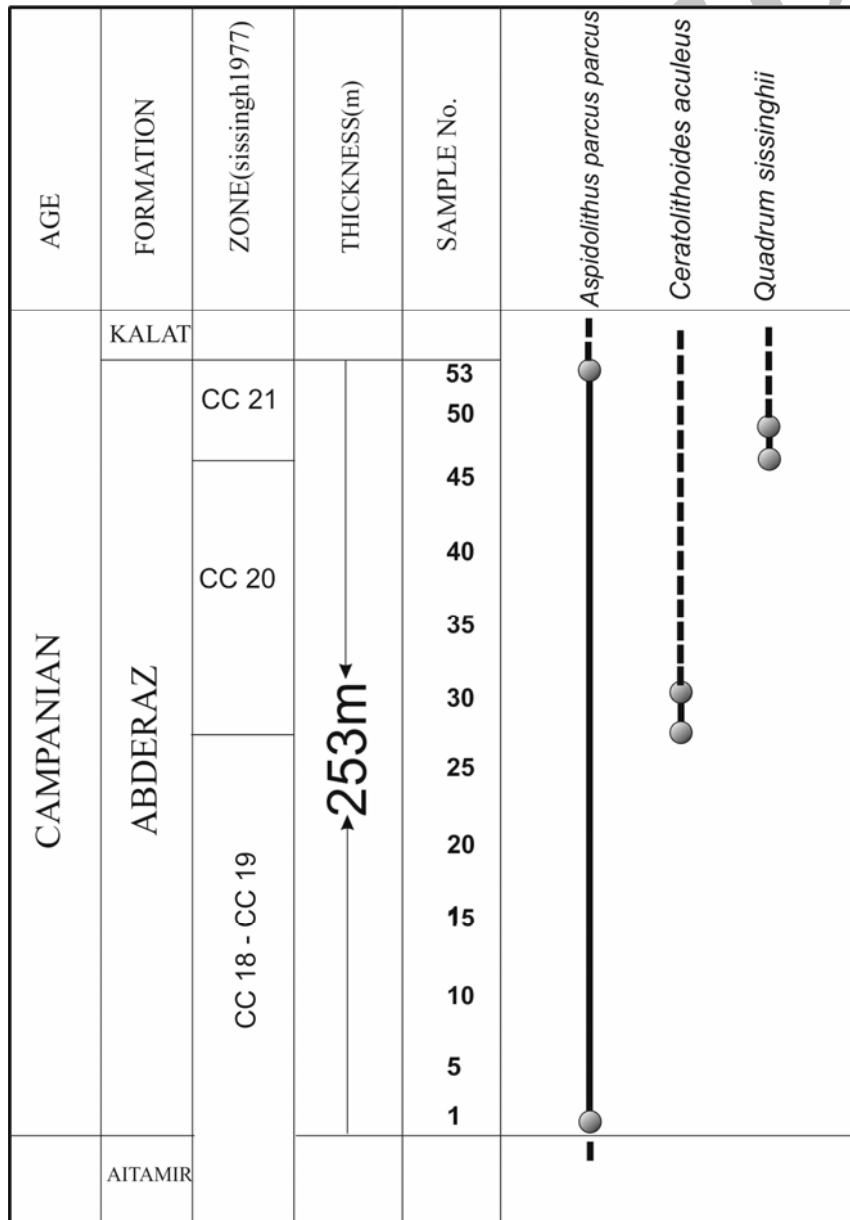 AGE
FORMATION
ZONE(sissingh1977)
THICKNESS(m)
SAMPLE No.
Aspidolithus parcus parcus
Ceratolithoides aculeus
Quadrum sissinghii
CAMPANIAN
KALAT
ABDERAZ
AITAMIR
CC 21
CC 20
CC 18 - CC 19
253m
53
50
45
40
35
30
25
20
15
10
5
1